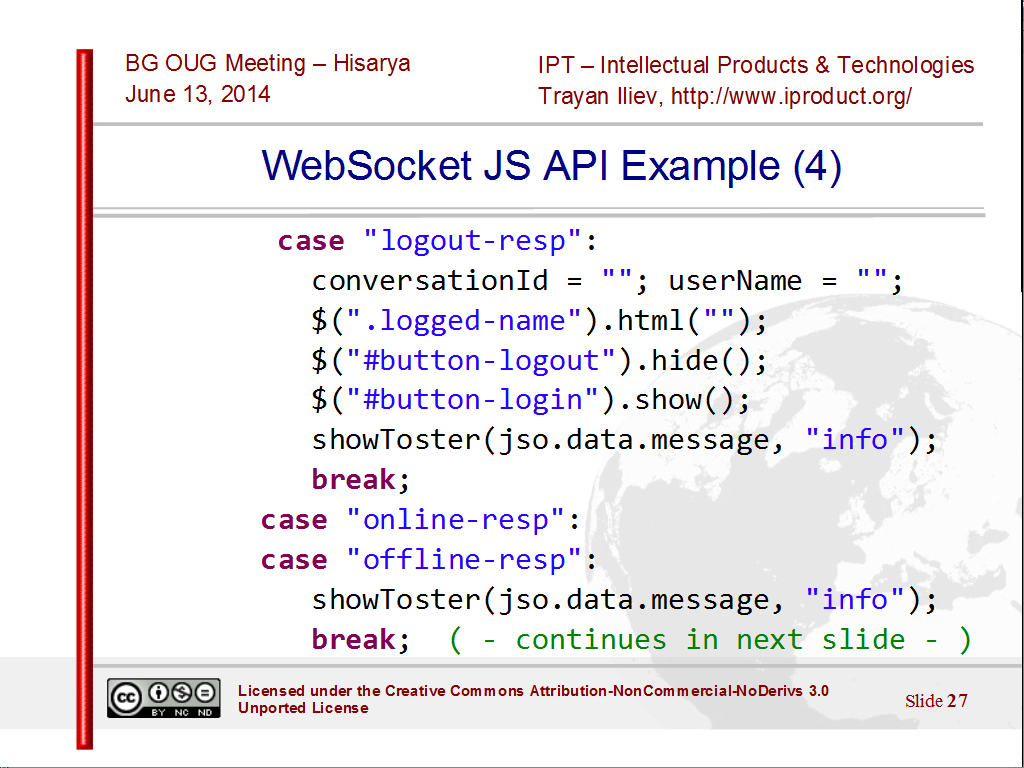 BG OUG Meeting – Hisarya
June 13, 2014
IPT – Intellectual Products & Technologies
Trayan Iliev, http://www.iproduct.org/
WebSocket JS API Example (4)
case "logout-resp":
conversationId = ""; userName = "";
$(".logged-name").html("");
$("#button-logout").hide();
$("#button-login").show();
showToster(jso.data.message, "info");
break;
case "online-resp":
case "offline-resp":
showToster(jso.data.message, "info");
break; ( - continues in next slide - )
cc BY NC ND
Licensed under the Creative Commons Attribution-NonCommercial-NoDerivs 3.0
Unported License
Slide 27